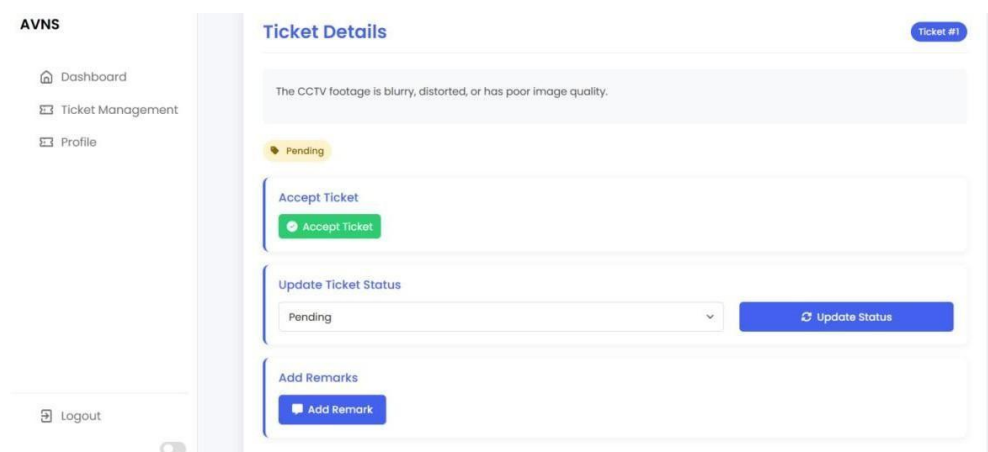 AVNS
Dashboard
Ticket Management
Profile
Logout
Ticket Details
Ticket #1
The CCTV footage is blurry, distorted, or has poor image quality.
Pending
Accept Ticket
Accept Ticket
Update Ticket Status
Pending
Update Status
Add Remarks
Add Remark